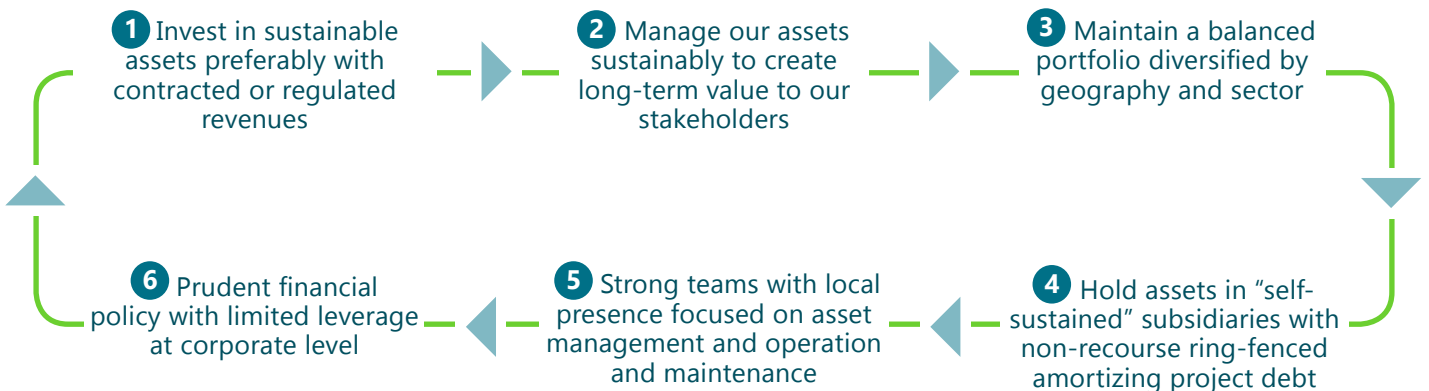 1 Invest in sustainable
assets preferably with
contracted or regulated
revenues
2 Manage our assets
sustainably to create
long-term value to our
stakeholders
3 Maintain a balanced
portfolio diversified by
geography and sector
4 Hold assets in “self-
sustained” subsidiaries with
non-recourse ring-fenced
amortizing project debt
5 Strong teams with local
presence focused on asset
management and operation
and maintenance
6 Prudent financial
policy with limited leverage
at corporate level